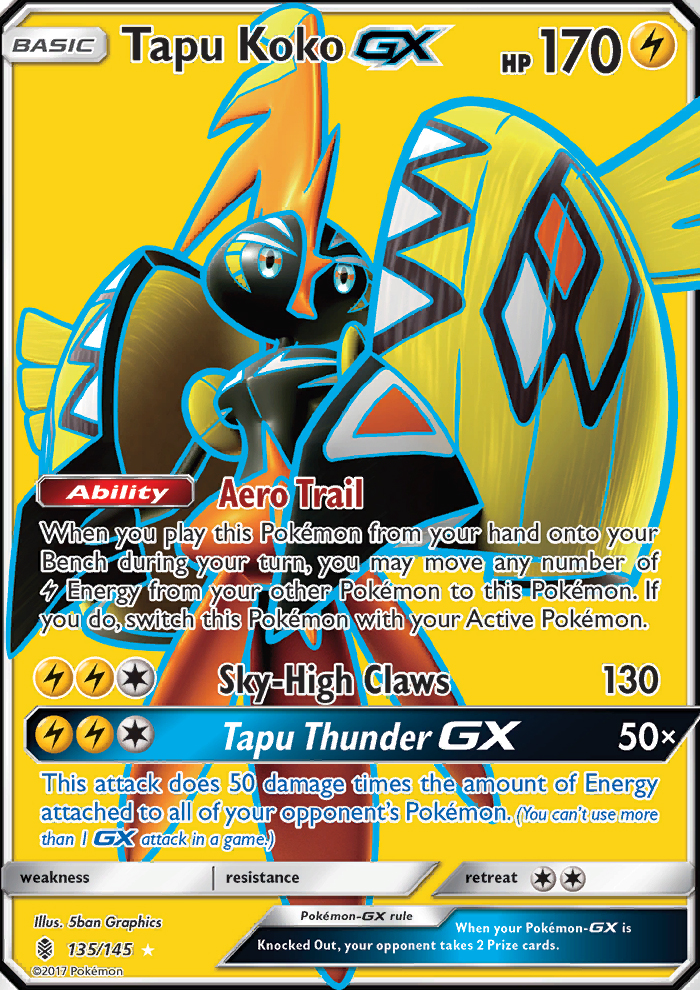 BASIC Tapu Koko GX HP 170
Ability Aero Trail
When you play this Pokémon from your hand onto your
Bench during your turn, you may move any number of
Energy from your other Pokémon to this Pokémon. If
you do, switch this Pokémon with your Active Pokémon.
Sky-High Claws 130
Tapu Thunder GX 50×
This attack does 50 damage times the amount of Energy
attached to all of your opponent's Pokémon. (You can't use more
than 1 GX attack in a game.)
weakness resistance retreat
Illus. 5ban Graphics
135/145
©2017 Pokémon
Pokémon-GX rule
When your Pokémon-GX is
Knocked Out, your opponent takes 2 Prize cards.